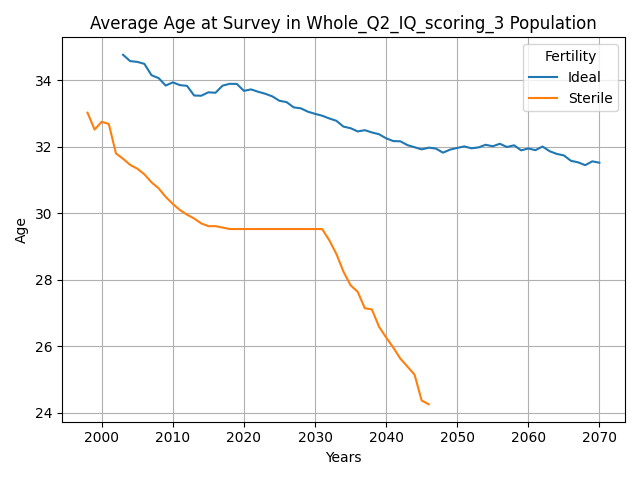 Average Age at Survey in Whole_Q2_IQ_scoring_3 Population
Fertility
Ideal
Sterile
Age
34
32
30
28
26
24
2000 2010 2020 2030 2040 2050 2060 2070
Years